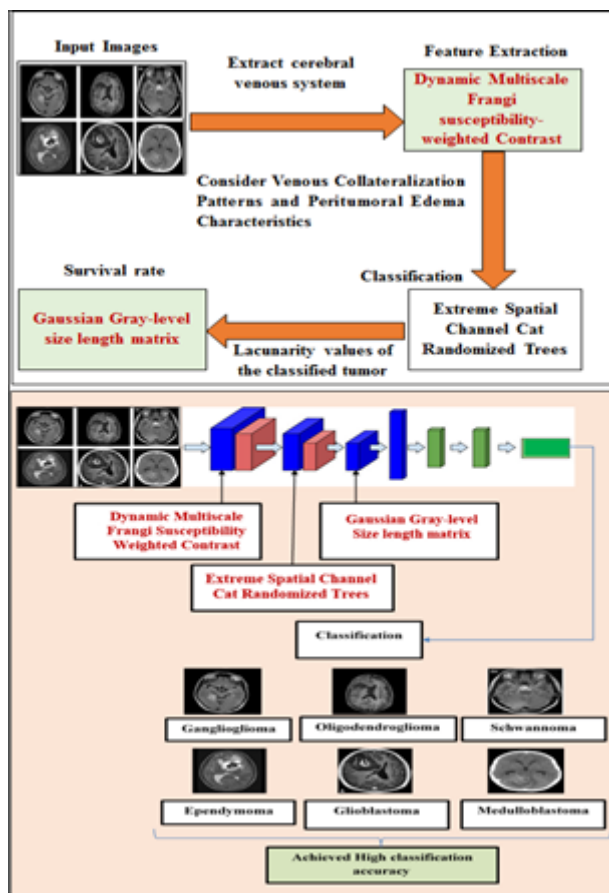 Input Images
Extract cerebral
venous system
Feature Extraction
Dynamic Multiscale
Frangi
susceptibility-
weighted Contrast
Consider Venous Collateralization
Patterns and Peritumoral Edema
Characteristics
Survival rate
Classification
Gaussian Gray-level
size length matrix
Extreme Spatial
Channel Cat
Randomized Trees
Lacunarity values of
the classified tumor
Dynamic Multiscale
Frangi Susceptibility
Weighted Contrast
Gaussian Gray-level
Size length matrix
Extreme Spatial Channel
Cat Randomized Trees
Classification
Ganglioglioma
Oligodendroglioma
Schwannoma
Ependymoma
Glioblastoma
Medulloblastoma
Achieved High classification
accuracy